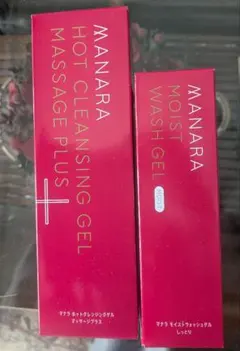 MANARA
HOT CLEANSING GEL
MASSAGE PLUS
マナラ ホットクレンジングゲル
マッサージプラス
MANARA
MOIST
WASH GEL
マナラ モイストウォッシュゲル
しっとり